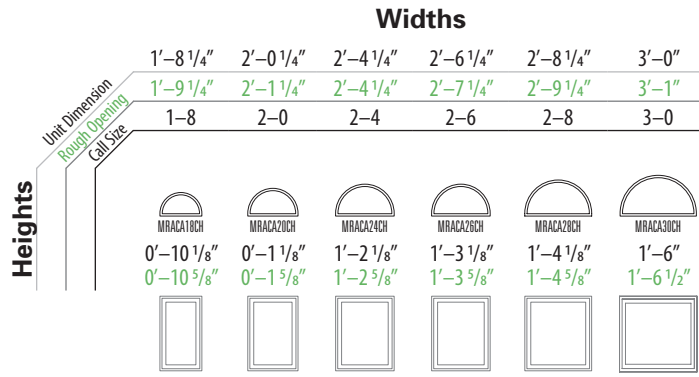 Widths
1'–8 1/4" 2'–0 1/4" 2'–4 1/4" 2'–6 1/4" 2'–8 1/4" 3'–0"
Unit Dimension
1'–9 1/4" 2'–1 1/4" 2'–4 1/4" 2'–7 1/4" 2'–9 1/4" 3'–1"
Rough Opening
1–8 2–0 2–4 2–6 2–8 3–0
Call Size
Heights
MRACA18CH MRACA20CH MRACA24CH MRACA26CH MRACA28CH MRACA30CH
0'–10 1/8" 0'–1 1/8" 1'–2 1/8" 1'–3 1/8" 1'–4 1/8" 1'–6"
0'–10 5/8" 0'–1 5/8" 1'–2 5/8" 1'–3 5/8" 1'–4 5/8" 1'–6 1/2"